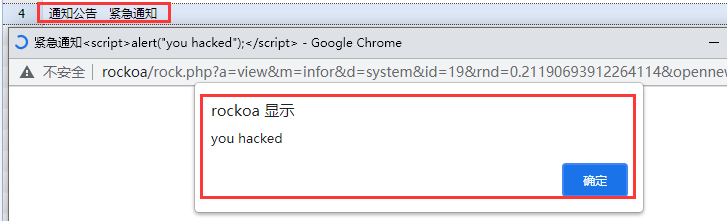 4 通知公告 紧急通知
紧急通知<script>alert("you hacked");</script> - Google Chrome
不安全 rockoa/rock.php?a=view&m=infor&d=system&id=19&rnd=0.21190693912264114&opennew
rockoa 显示
you hacked
确定